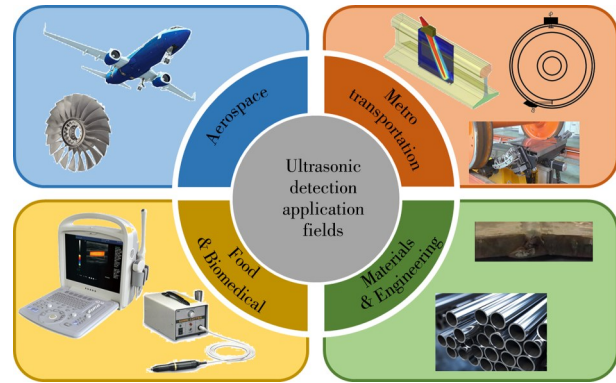 Aerospace
Metro
transportation
Ultrasonic
detection
application
fields
Food
& Biomedical
Materials
& Engineering